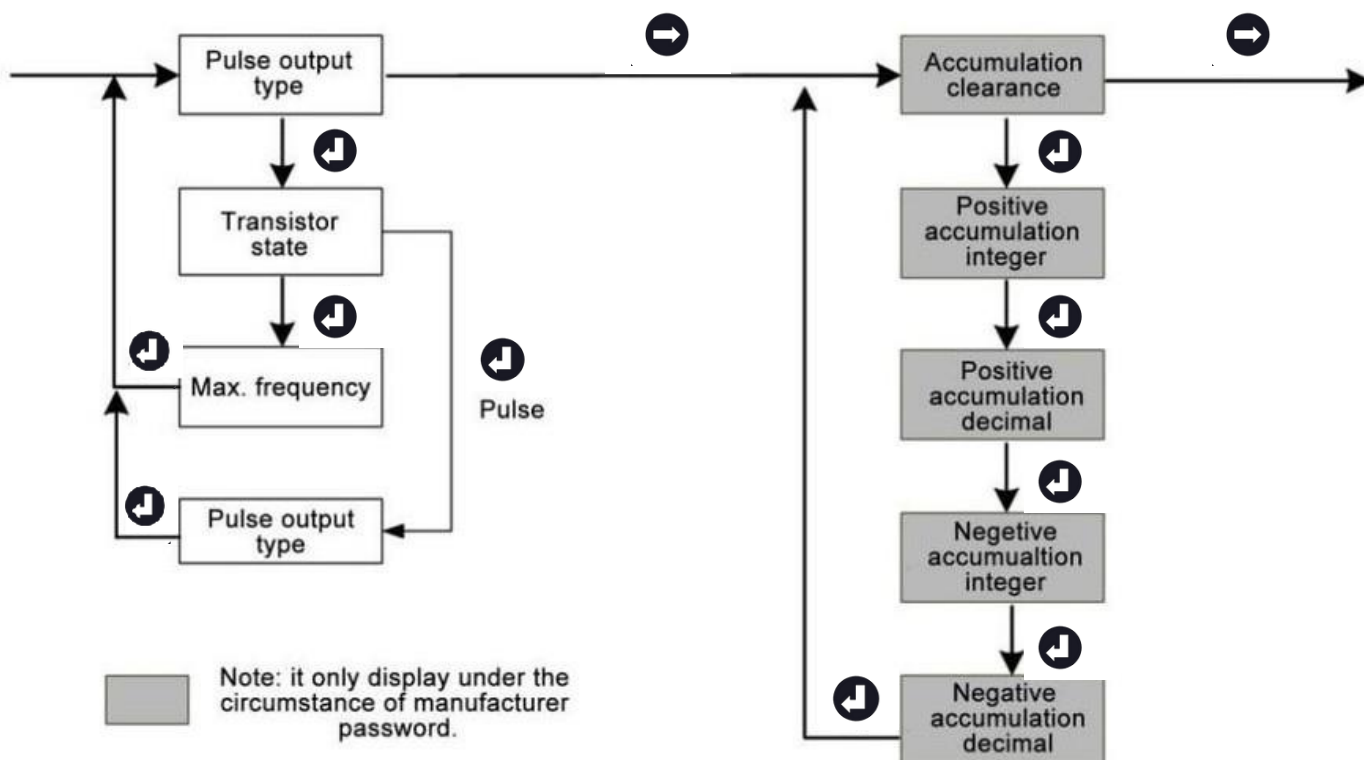 Pulse output
type
Accumulation
clearance
Transistor
state
Positive
accumulation
integer
Max. frequency
Pulse
Positive
accumulation
decimal
Pulse output
type
Negetive
accumualtion
integer
Note: it only display under the
circumstance of manufacturer
password.
Negative
accumulation
decimal